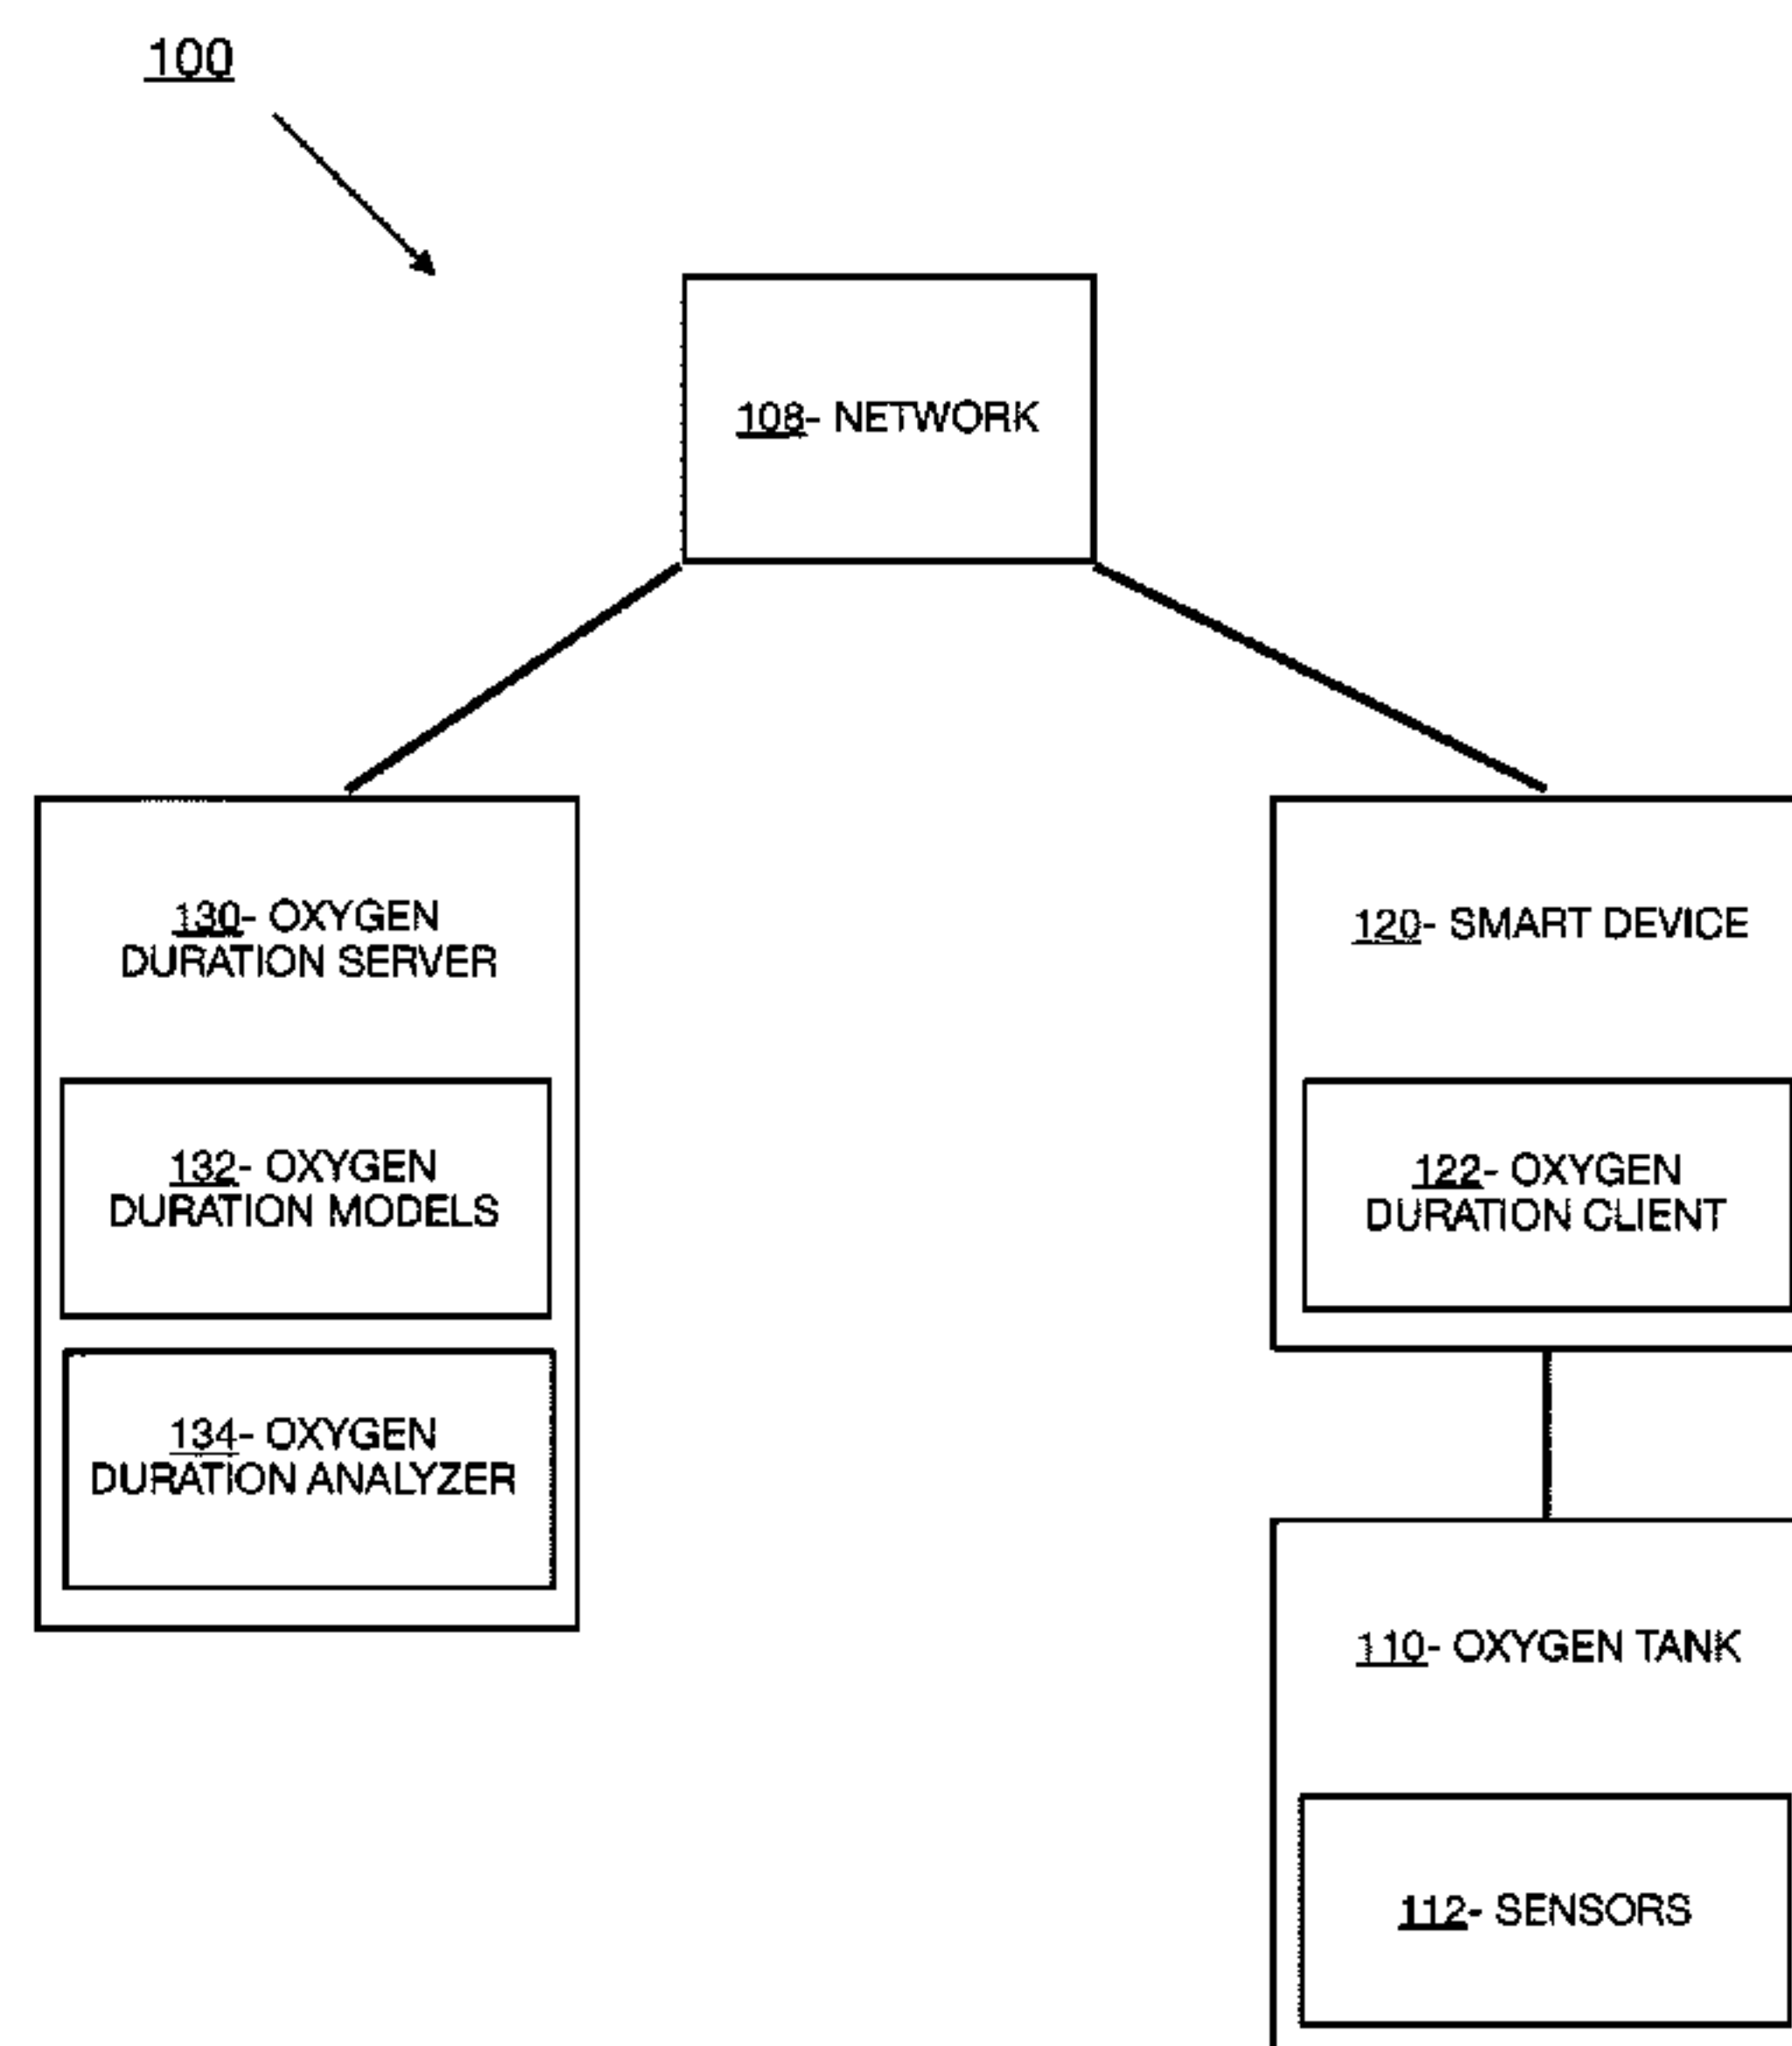 100
108- NETWORK
130- OXYGEN
DURATION SERVER
132- OXYGEN
DURATION MODELS
134- OXYGEN
DURATION ANALYZER
120- SMART DEVICE
122- OXYGEN
DURATION CLIENT
110- OXYGEN TANK
112- SENSORS